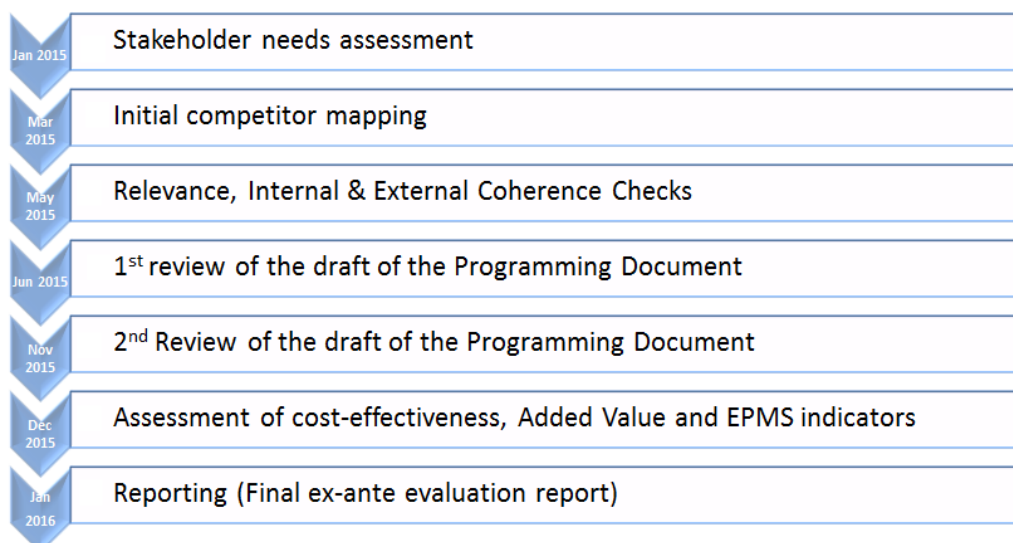 Jan 2015
Stakeholder needs assessment
Mar
2015
Initial competitor mapping
May
2015
Relevance, Internal & External Coherence Checks
Jun 2015
1st review of the draft of the Programming Document
Nov
2015
2nd Review of the draft of the Programming Document
Dec
2015
Assessment of cost-effectiveness, Added Value and EPMS indicators
Jan
2016
Reporting (Final ex-ante evaluation report)